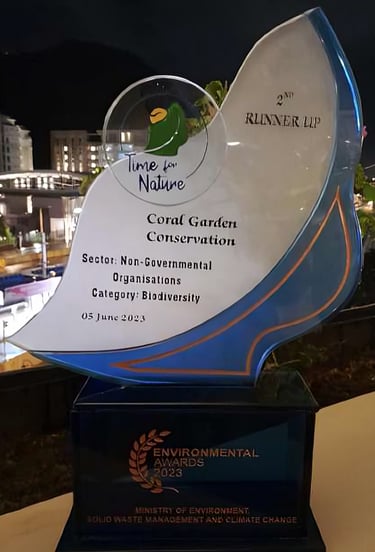 2ND
RUNNER UP
Time for
Nature
Coral Garden
Conservation
Sector: Non-Governmental
Organisations
Category: Biodiversity
05 June 2023
ENVIRONMENTAL
AWARDS
2023
MINISTRY OF ENVIRONMENT,
SOLID WASTE MANAGEMENT AND CLIMATE CHANGE